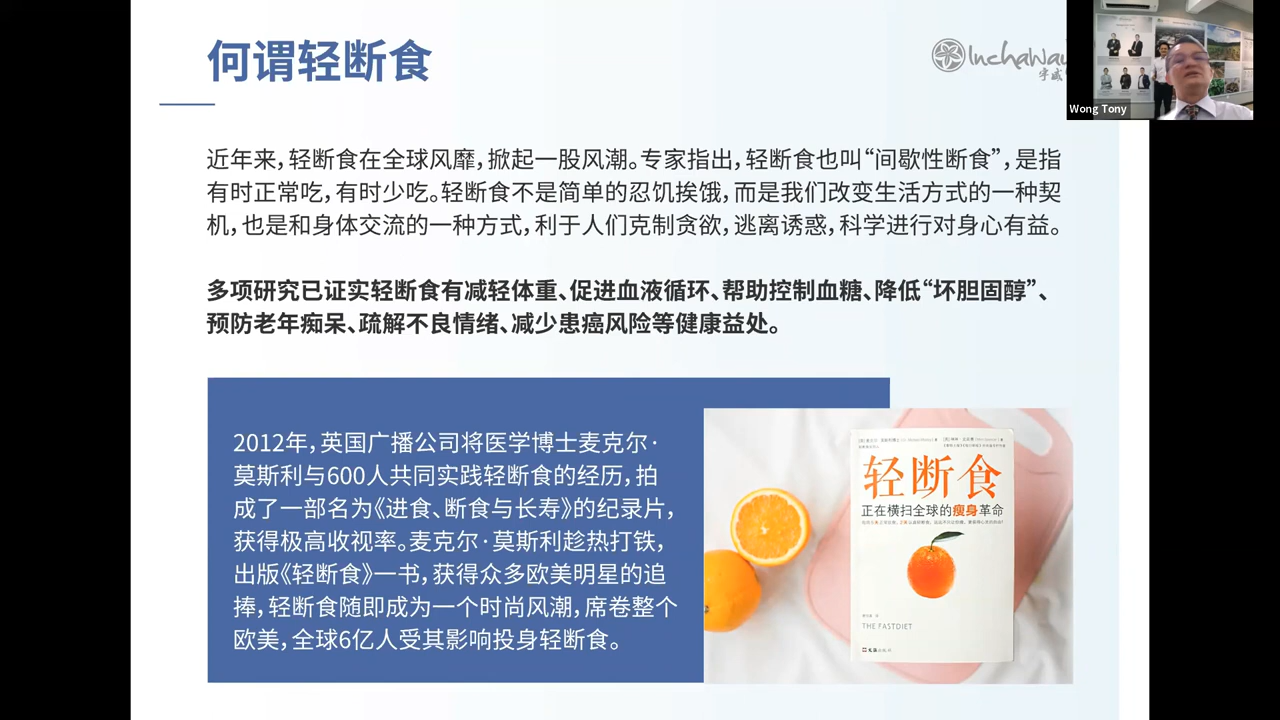 何谓轻断食
Inchaway
Wong Tony
近年来，轻断食在全球风靡，掀起一股风潮。专家指出，轻断食也叫“间歇性断食”，是指
有时正常吃，有时少吃。轻断食不是简单的忍饥挨饿，而是我们改变生活方式的一种契
机，也是和身体交流的一种方式，利于人们克制贪欲，逃离诱惑，科学进行对身心有益。
多项研究已证实轻断食有减轻体重、促进血液循环、帮助控制血糖、降低“坏胆固醇”、
预防老年痴呆、疏解不良情绪、减少患癌风险等健康益处。
2012年，英国广播公司将医学博士麦克尔·
莫斯利与600人共同实践轻断食的经历，拍
成了一部名为《进食、断食与长寿》的纪录片，
获得极高收视率。麦克尔·莫斯利趁热打铁，
出版《轻断食》一书，获得众多欧美明星的追
捧，轻断食随即成为一个时尚风潮，席卷整个
欧美，全球6亿人受其影响投身轻断食。
轻断食
正在横扫全球的瘦身革命
THE FASTDIET